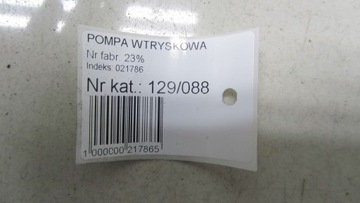 POMPA WTRYSKOWA
Nr fabr. 23%
Indeks: 021786
Nr kat.: 129/088
1 000000 217865